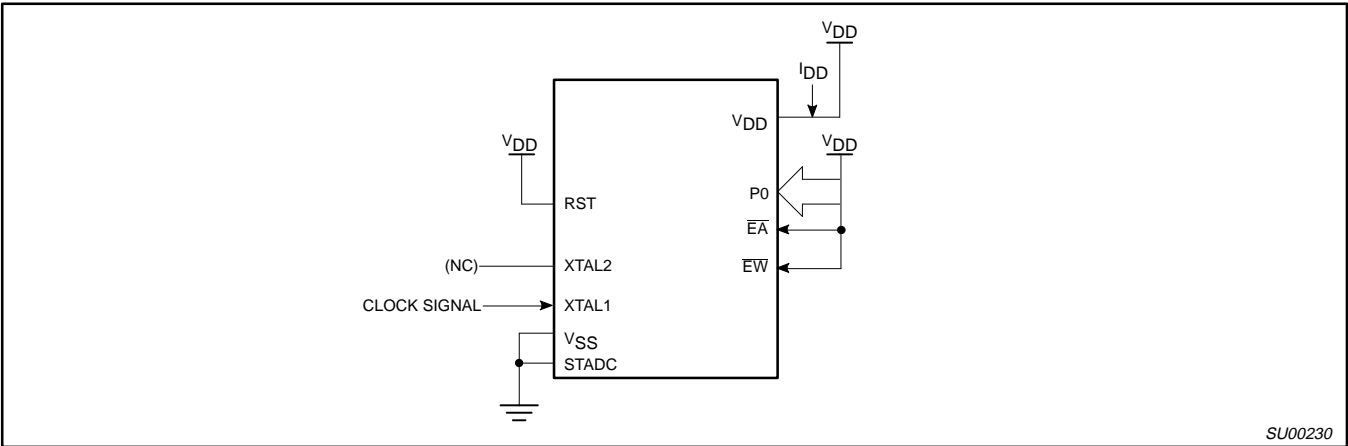 VDD
IDD
VDD
VDD
VDD
P0
RST
EA
(NC)
XTAL2
EW
CLOCK SIGNAL
XTAL1
VSS
STADC
SU00230